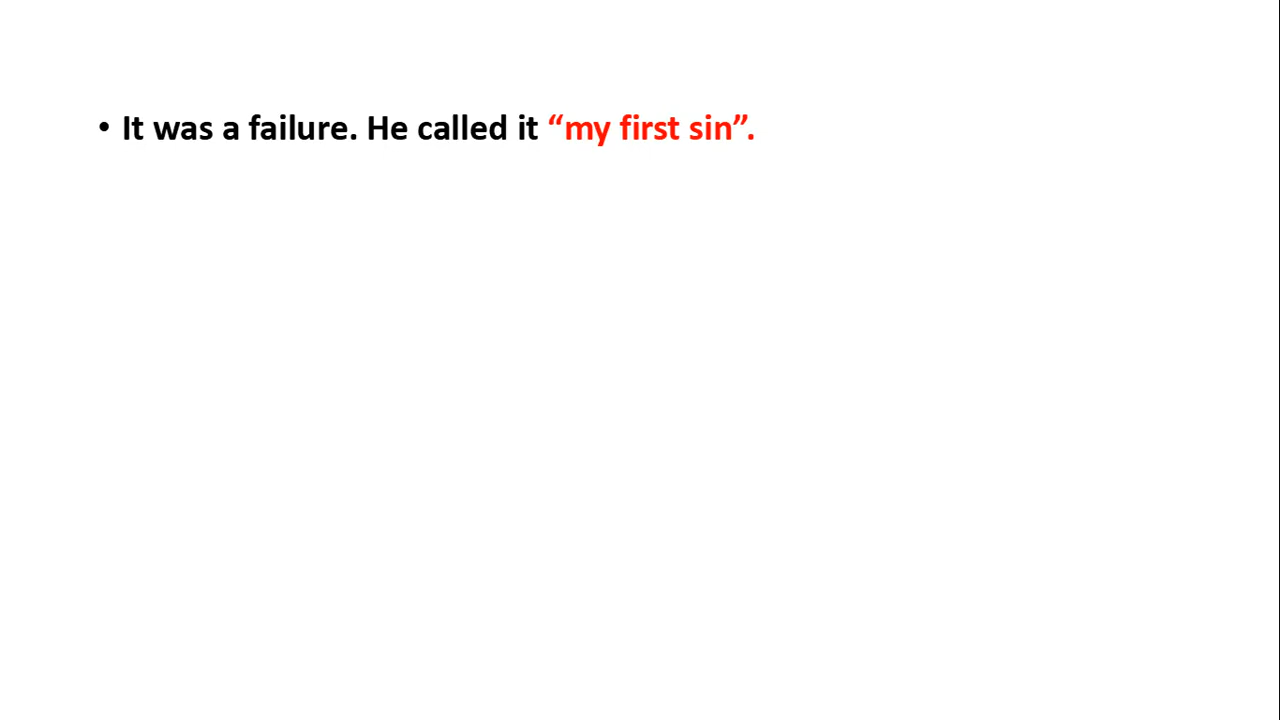 • It was a failure. He called it “my first sin”.